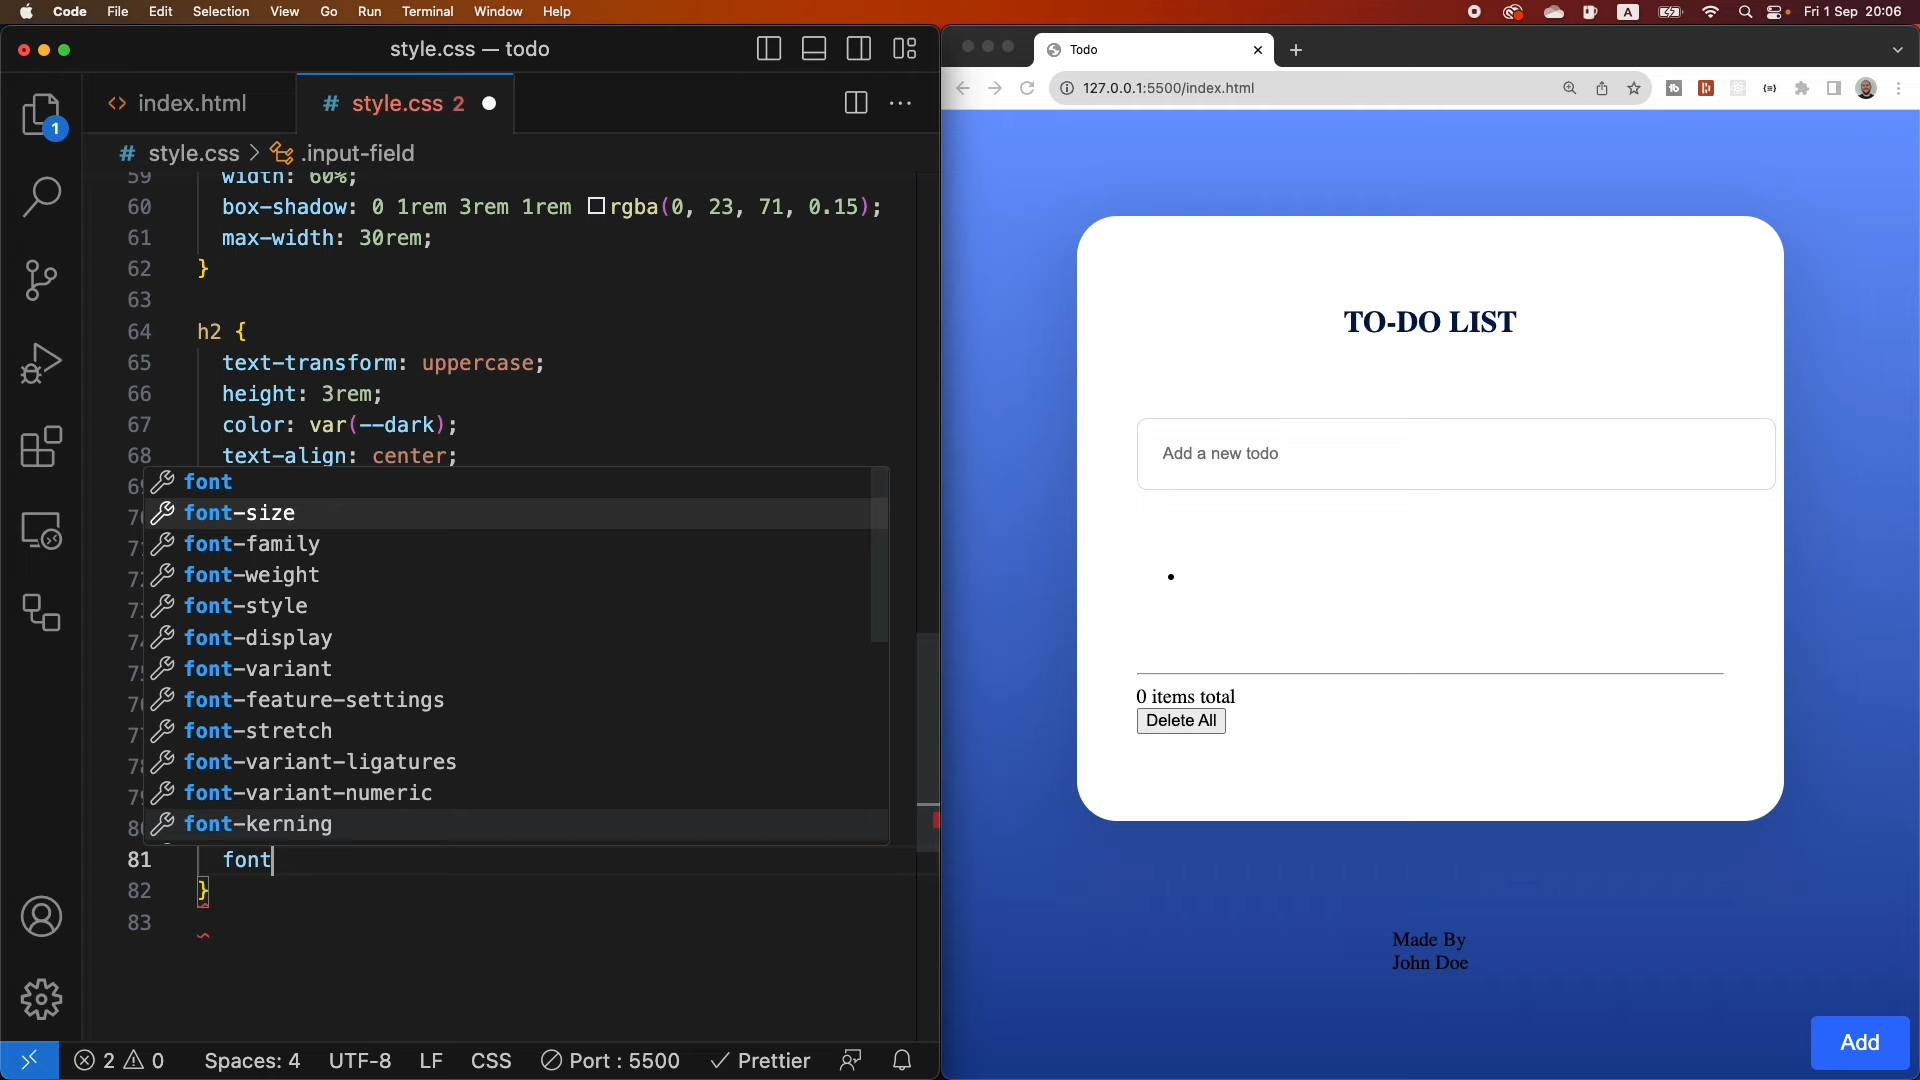 Code File Edit Selection View Go Run Terminal Window Help
A
Fri 1 Sep 20:06
style.css — todo
index.html
style.css 2
style.css > .input-field
59 width: 60%;
60 box-shadow: 0 1rem 3rem 1rem rgba(0, 23, 71, 0.15);
61 max-width: 30rem;
62 }
63
64 h2 {
65 text-transform: uppercase;
66 height: 3rem;
67 color: var(--dark);
68 text-align: center;
font
font-size
font-family
font-weight
font-style
font-display
font-variant
font-feature-settings
font-stretch
font-variant-ligatures
font-variant-numeric
font-kerning
81 font
82 }
83
1
2 0 Spaces: 4 UTF-8 LF CSS Port : 5500 Prettier
Todo
127.0.0.1:5500/index.html
TO-DO LIST
Add a new todo
0 items total
Delete All
Made By
John Doe
Add